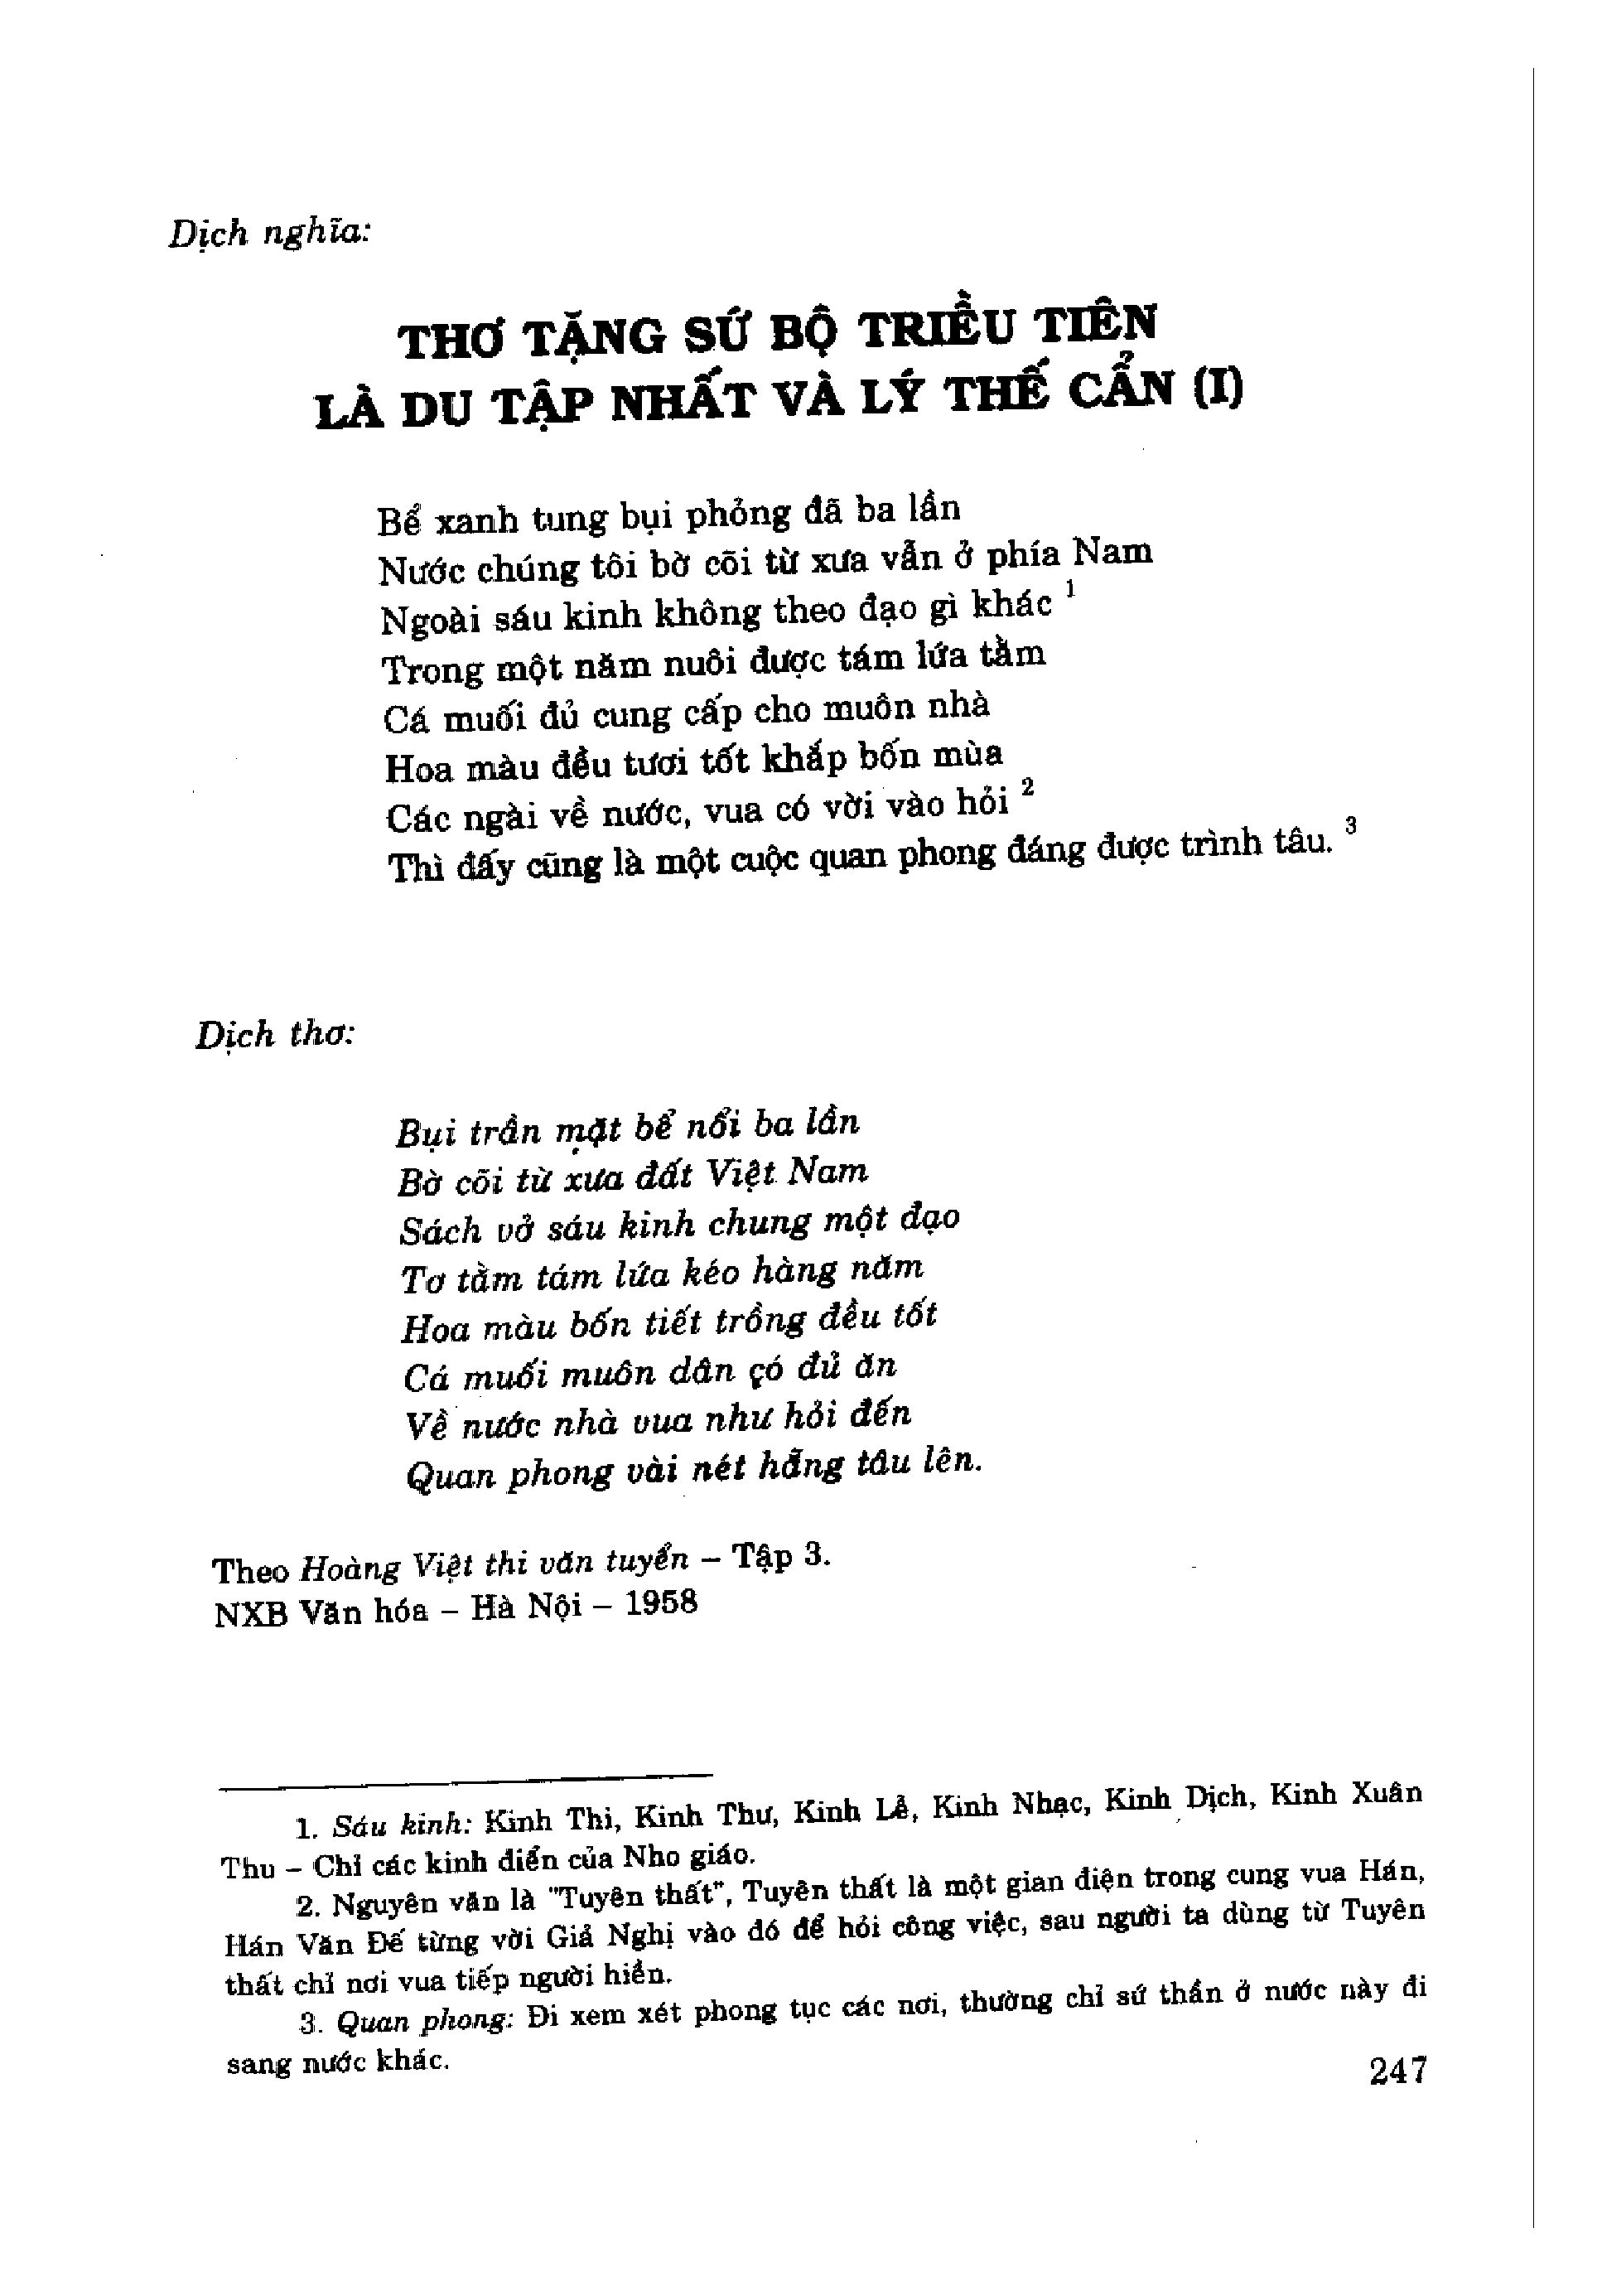 Dịch nghĩa:
THƠ TẶNG SỨ BỘ TRIỀU TIÊN
LÀ DU TẬP NHẤT VÀ LÝ THẾ CẨN (I)
Bể xanh tung bụi phỏng đã ba lần
Nước chúng tôi bờ cõi từ xưa vẫn ở phía Nam
Ngoài sáu kinh không theo đạo gì khác 1
Trong một năm nuôi được tám lứa tằm
Cá muối đủ cung cấp cho muôn nhà
Hoa màu đều tươi tốt khắp bốn mùa
Các ngài về nước, vua có vời vào hỏi 2
Thì đấy cũng là một cuộc quan phong đáng được trình tâu. 3
Dịch thơ:
Bụi trần mặt bể nổi ba lần
Bờ cõi từ xưa đất Việt Nam
Sách vở sáu kinh chung một đạo
Tơ tằm tám lứa kéo hàng năm
Hoa màu bốn tiết trồng đều tốt
Cá muối muôn dân có đủ ăn
Về nước nhà vua như hỏi đến
Quan phong vài nét hẵng tâu lên.
Theo Hoàng Việt thi văn tuyển – Tập 3.
NXB Văn hóa – Hà Nội – 1958
1. Sáu kinh: Kinh Thi, Kinh Thư, Kinh Lễ, Kinh Nhạc, Kinh Dịch, Kinh Xuân
Thu – Chỉ các kinh điển của Nho giáo.
2. Nguyên văn là "Tuyên thất", Tuyên thất là một gian điện trong cung vua Hán,
Hán Văn Đế từng vời Giả Nghị vào đó để hỏi công việc, sau người ta dùng từ Tuyên
thất chỉ nơi vua tiếp người hiền.
3. Quan phong: Đi xem xét phong tục các nơi, thường chỉ sứ thần ở nước này đi
sang nước khác.
247